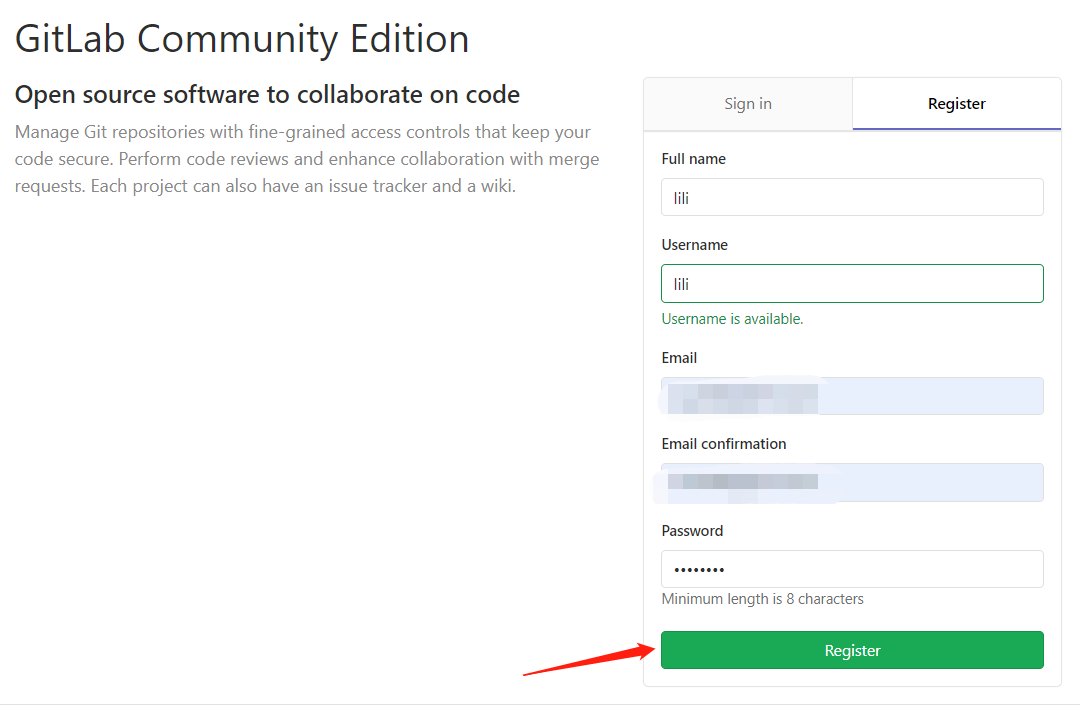 GitLab Community Edition
Open source software to collaborate on code
Manage Git repositories with fine-grained access controls that keep your
code secure. Perform code reviews and enhance collaboration with merge
requests. Each project can also have an issue tracker and a wiki.
Sign in
Register
Full name
lili
Username
lili
Username is available.
Email
Email confirmation
Password
••••••••
Minimum length is 8 characters
Register